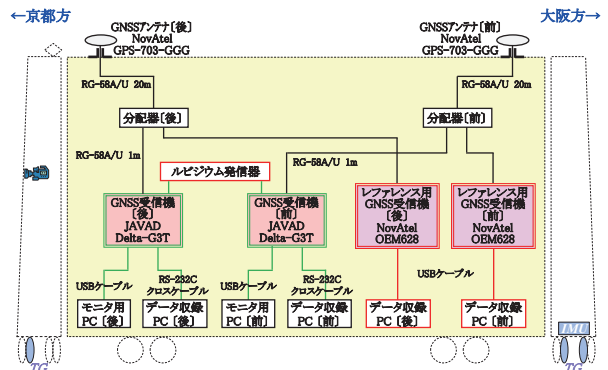 ←京都方
大阪方→
GNSSアンテナ〔後〕
NovAtel
GPS-703-GGG
GNSSアンテナ〔前〕
NovAtel
GPS-703-GGG
RG-58A/U 20m
RG-58A/U 20m
分配器〔後〕
分配器〔前〕
RG-58A/U 1m
RG-58A/U 1m
ルビジウム発信器
GNSS受信機
〔後〕
JAVAD
Delta-G3T
GNSS受信機
〔前〕
JAVAD
Delta-G3T
レファレンス用
GNSS受信機
〔後〕
NovAtel
OEM628
レファレンス用
GNSS受信機
〔前〕
NovAtel
OEM628
USBケーブル
RS-232C
クロスケーブル
USBケーブル
RS-232C
クロスケーブル
USBケーブル
モニタ用
PC〔後〕
データ収録
PC〔後〕
モニタ用
PC〔前〕
データ収録
PC〔前〕
データ収録
PC〔後〕
データ収録
PC〔前〕
IMU
TG
TG